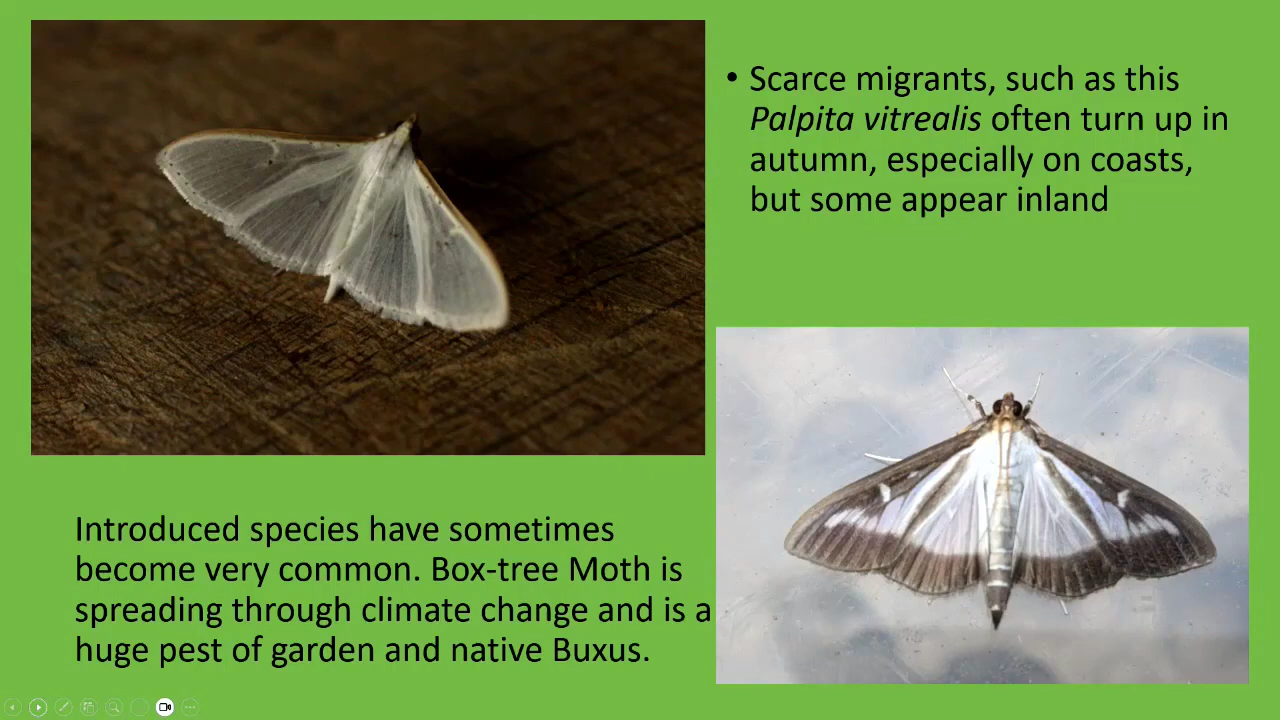 • Scarce migrants, such as this
Palpita vitrealis often turn up in
autumn, especially on coasts,
but some appear inland
Introduced species have sometimes
become very common. Box-tree Moth is
spreading through climate change and is a
huge pest of garden and native Buxus.